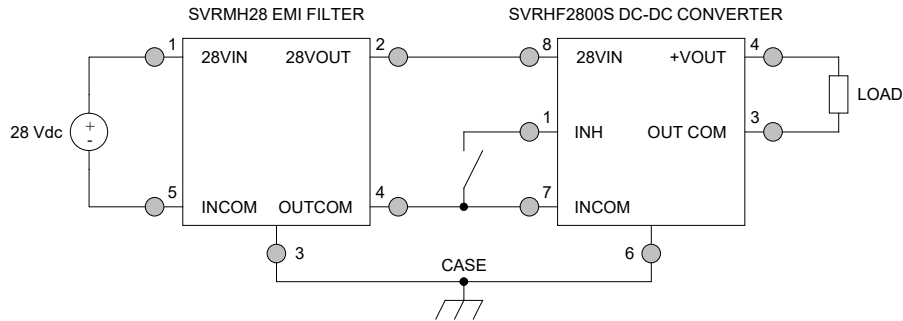 SVRMH28 EMI FILTER
SVRHF2800S DC-DC CONVERTER
1
28VIN
28VOUT
2
8
28VIN
+VOUT
4
28 Vdc
+
-
1
INH
OUT COM
3
LOAD
5
INCOM
OUTCOM
4
7
INCOM
3
CASE
6